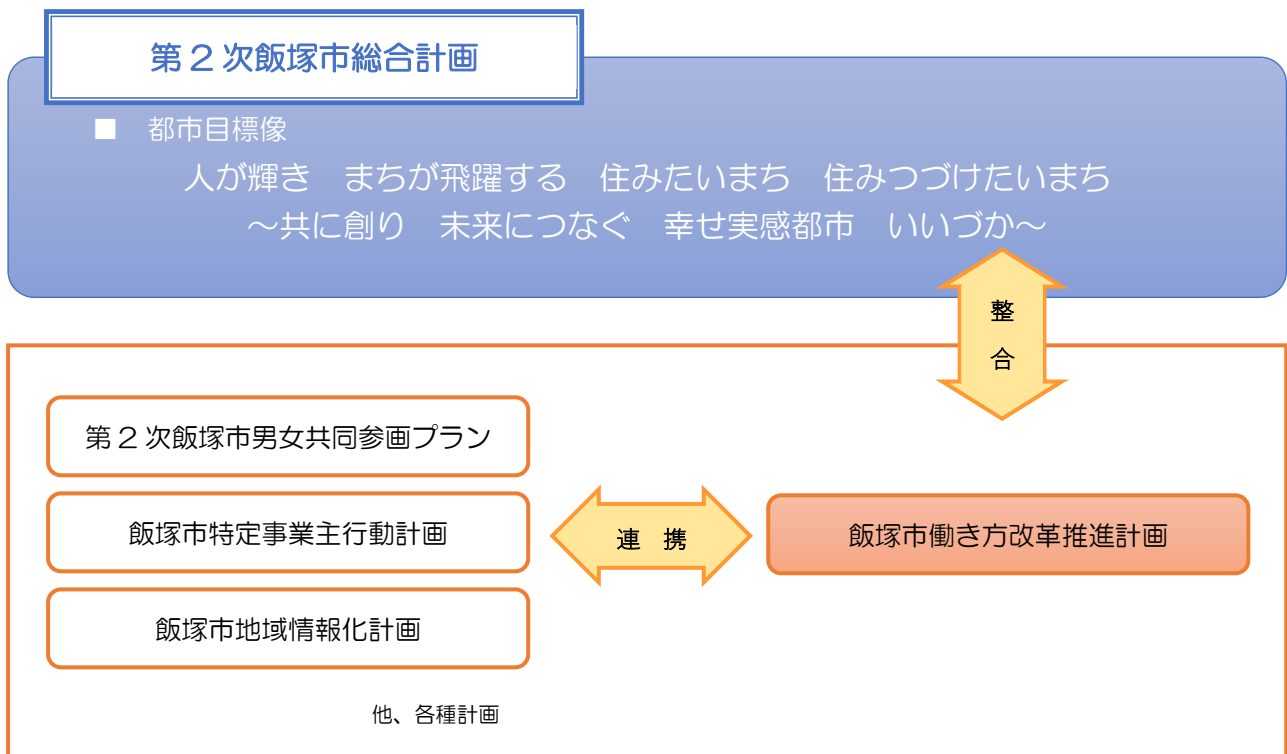 第2次飯塚市総合計画
■ 都市目標像
人が輝き まちが飛躍する 住みたいまち 住みつづけたいまち
～共に創り 未来につなぐ 幸せ実感都市 いいづか～
整
合
第2次飯塚市男女共同参画プラン
飯塚市特定事業主行動計画
連 携
飯塚市働き方改革推進計画
飯塚市地域情報化計画
他、各種計画